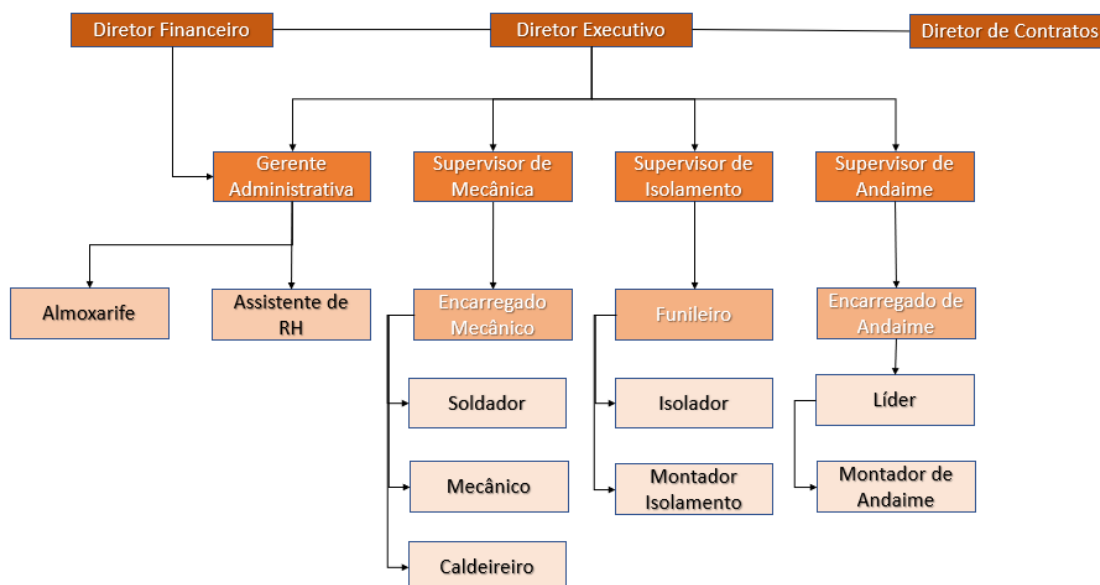 Diretor Financeiro
Diretor Executivo
Diretor de Contratos
Gerente
Administrativa
Supervisor de
Mecânica
Supervisor de
Isolamento
Supervisor de
Andaime
Almoxarife
Assistente de
RH
Encarregado
Mecânico
Funileiro
Encarregado de
Andaime
Soldador
Isolador
Líder
Mecânico
Montador
Isolamento
Montador de
Andaime
Caldeireiro